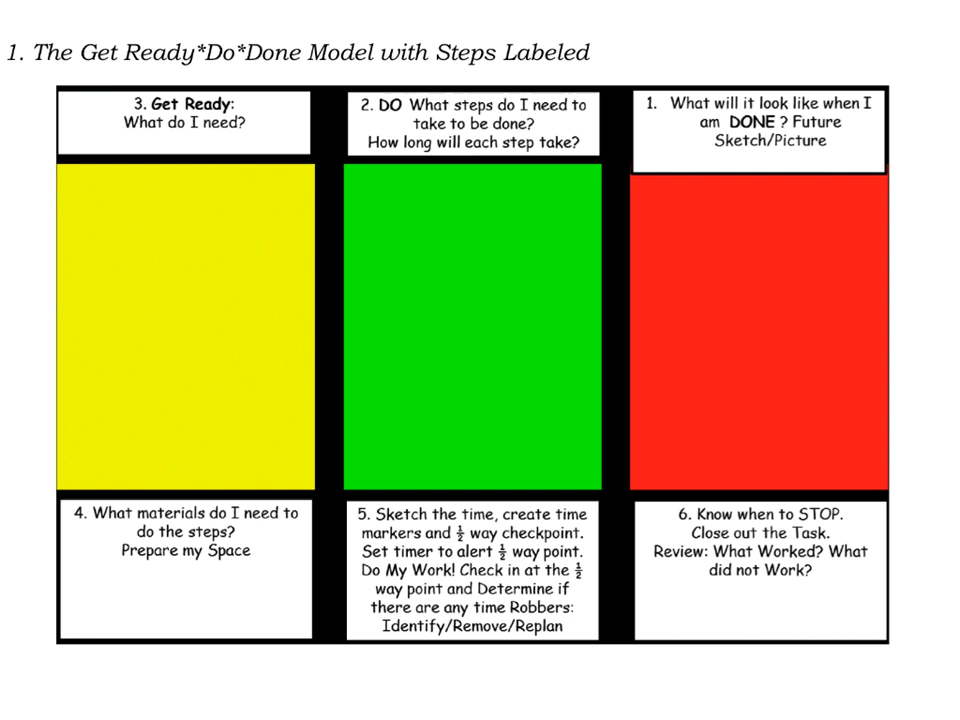 1. The Get Ready*Do*Done Model with Steps Labeled
3. Get Ready:
What do I need?
2. DO What steps do I need to
take to be done?
How long will each step take?
1. What will it look like when I
am DONE ? Future
Sketch/Picture
4. What materials do I need to
do the steps?
Prepare my Space
5. Sketch the time, create time
markers and ½ way checkpoint.
Set timer to alert ½ way point.
Do My Work! Check in at the ½
way point and Determine if
there are any time Robbers:
Identify/Remove/Replan
6. Know when to STOP.
Close out the Task.
Review: What Worked? What
did not Work?